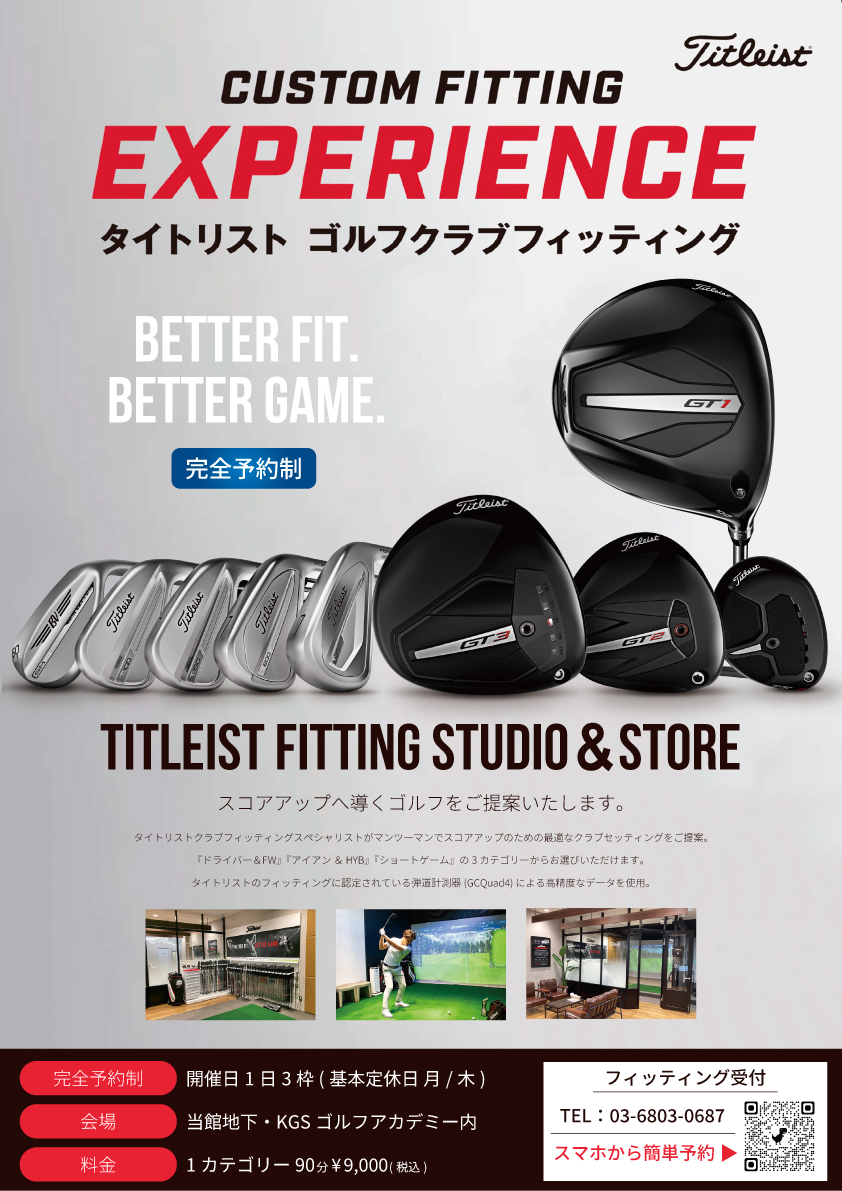 Titleist
CUSTOM FITTING
EXPERIENCE
タイトリスト ゴルフクラブフィッティング
BETTER FIT.
BETTER GAME.
完全予約制
Titleist
GT1
Titleist
GT3
Titleist
GT2
Titleist
Titleist
Titleist
Titleist
Titleist
TITLEIST FITTING STUDIO & STORE
スコアアップへ導くゴルフをご提案いたします。
タイトリストクラブフィッティングスペシャリストがマンツーマンでスコアアップのための最適なクラブセッティングをご提案。
『ドライバー&FW』『アイアン & HYB』『ショートゲーム』の3カテゴリーからお選びいただけます。
タイトリストのフィッティングに認定されている弾道計測器 (GCQuad4) による高精度なデータを使用。
完全予約制 開催日1日3枠 ( 基本定休日 月 / 木 )
会場 当館地下・KGS ゴルフアカデミー内
料金 1カテゴリー 90分 ¥9,000( 税込 )
フィッティング受付
TEL：03-6803-0687
スマホから簡単予約 ▶